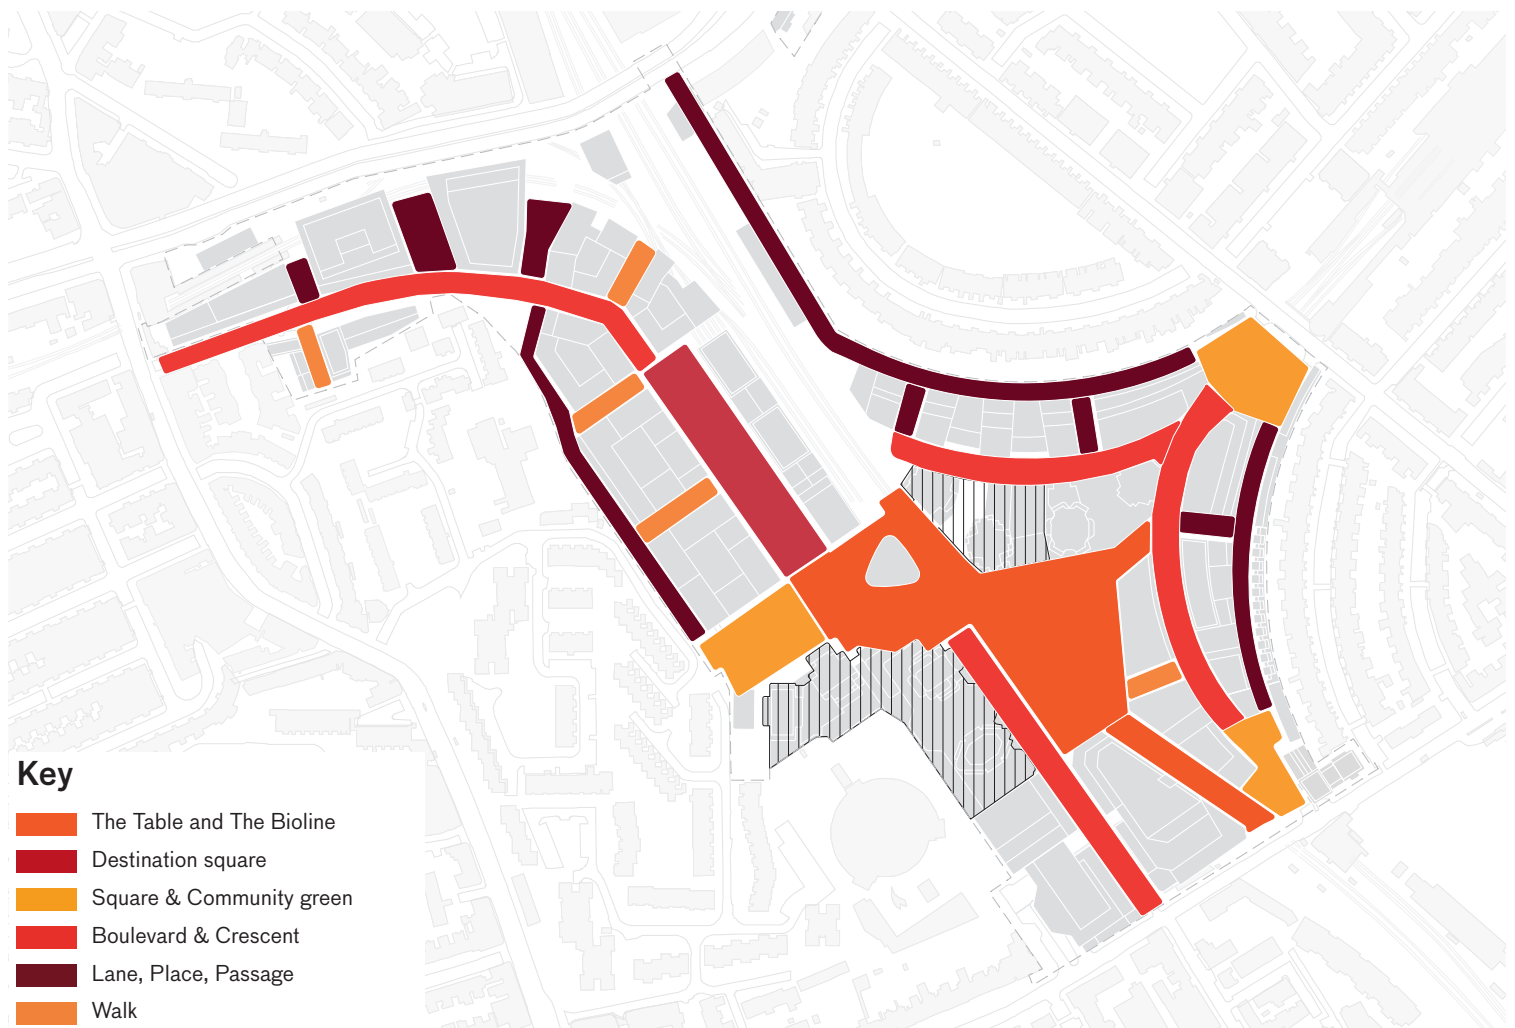 Key
The Table and The Bioline
Destination square
Square & Community green
Boulevard & Crescent
Lane, Place, Passage
Walk